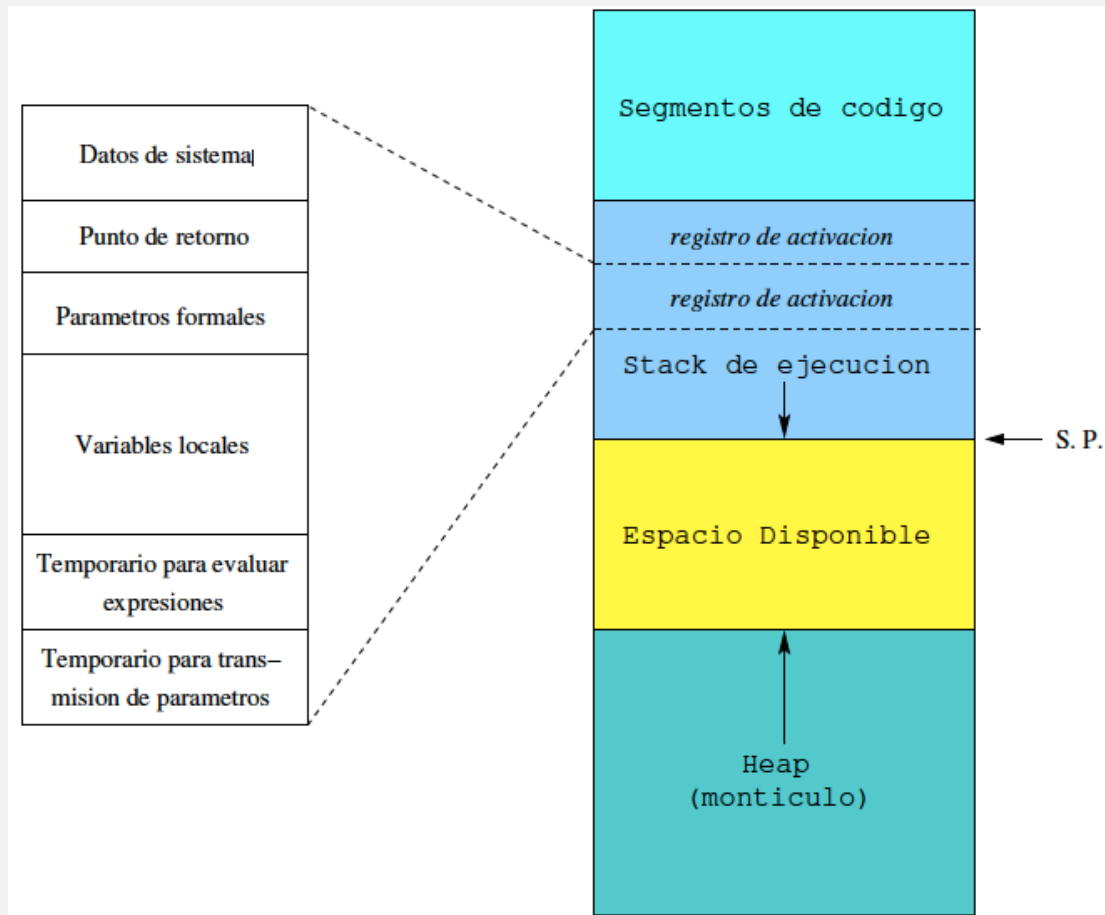 Datos de sistema
Punto de retorno
Parametros formales
Variables locales
Temporario para evaluar
expresiones
Temporario para trans-
mision de parametros
Segmentos de codigo
registro de activacion
registro de activacion
Stack de ejecucion
S. P.
Espacio Disponible
Heap
(monticulo)